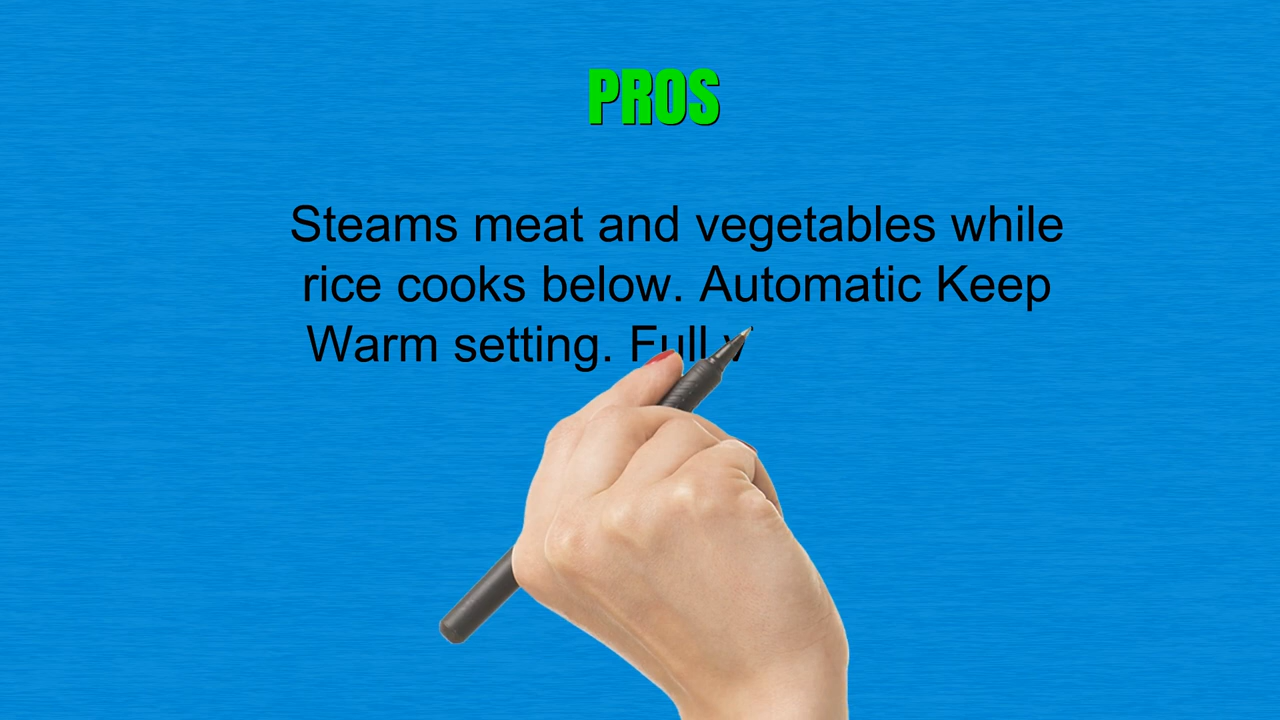 PROS
Steams meat and vegetables while
rice cooks below. Automatic Keep
Warm setting. Full